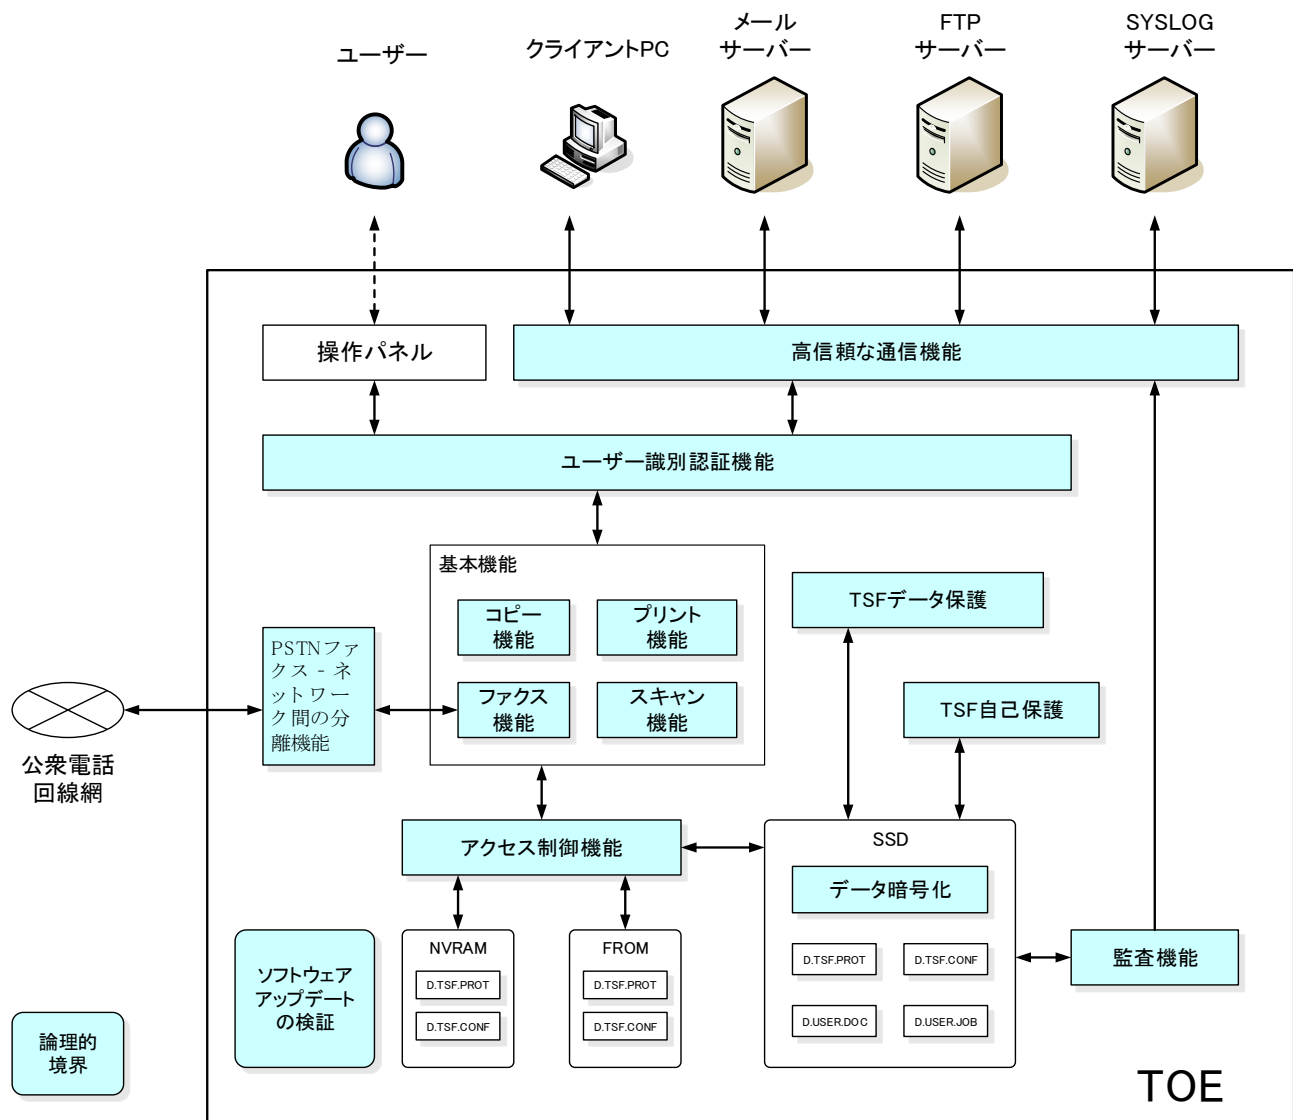 ユーザー
クライアントPC
メール
サーバー
FTP
サーバー
SYSLOG
サーバー
操作パネル
高信頼な通信機能
ユーザー識別認証機能
基本機能
コピー
機能
プリント
機能
ファクス
機能
スキャン
機能
TSFデータ保護
TSF自己保護
PSTNファ
クス - ネ
ットワー
ク間の分
離機能
公衆電話
回線網
アクセス制御機能
SSD
データ暗号化
D.TSF.PROT
D.TSF.CONF
D.USER.DOC
D.USER.JOB
監査機能
NVRAM
D.TSF.PROT
D.TSF.CONF
FROM
D.TSF.PROT
D.TSF.CONF
ソフトウェア
アップデート
の検証
論理的
境界
TOE